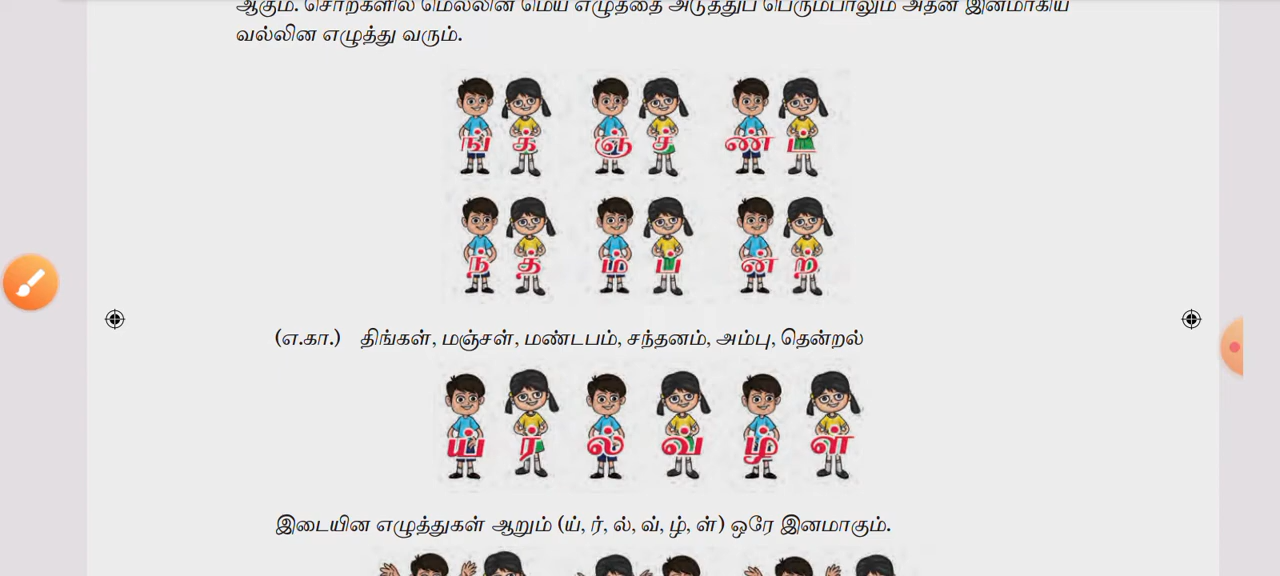 ஆகும். சொற்களில் மெல்லின மெய் எழுத்தை அடுத்துப் பெரும்பாலும் அதன் இனமாகிய
வல்லின எழுத்து வரும்.
ங் க் ஞ் ச் ண் ட்
ந் த் ம் ப் ன் ற்
(எ.கா.) திங்கள், மஞ்சள், மண்டபம், சந்தனம், அம்பு, தென்றல்
ய் ர் ல் வ் ழ் ள்
இடையின எழுத்துகள் ஆறும் (ய், ர், ல், வ், ழ், ள்) ஒரே இனமாகும்.